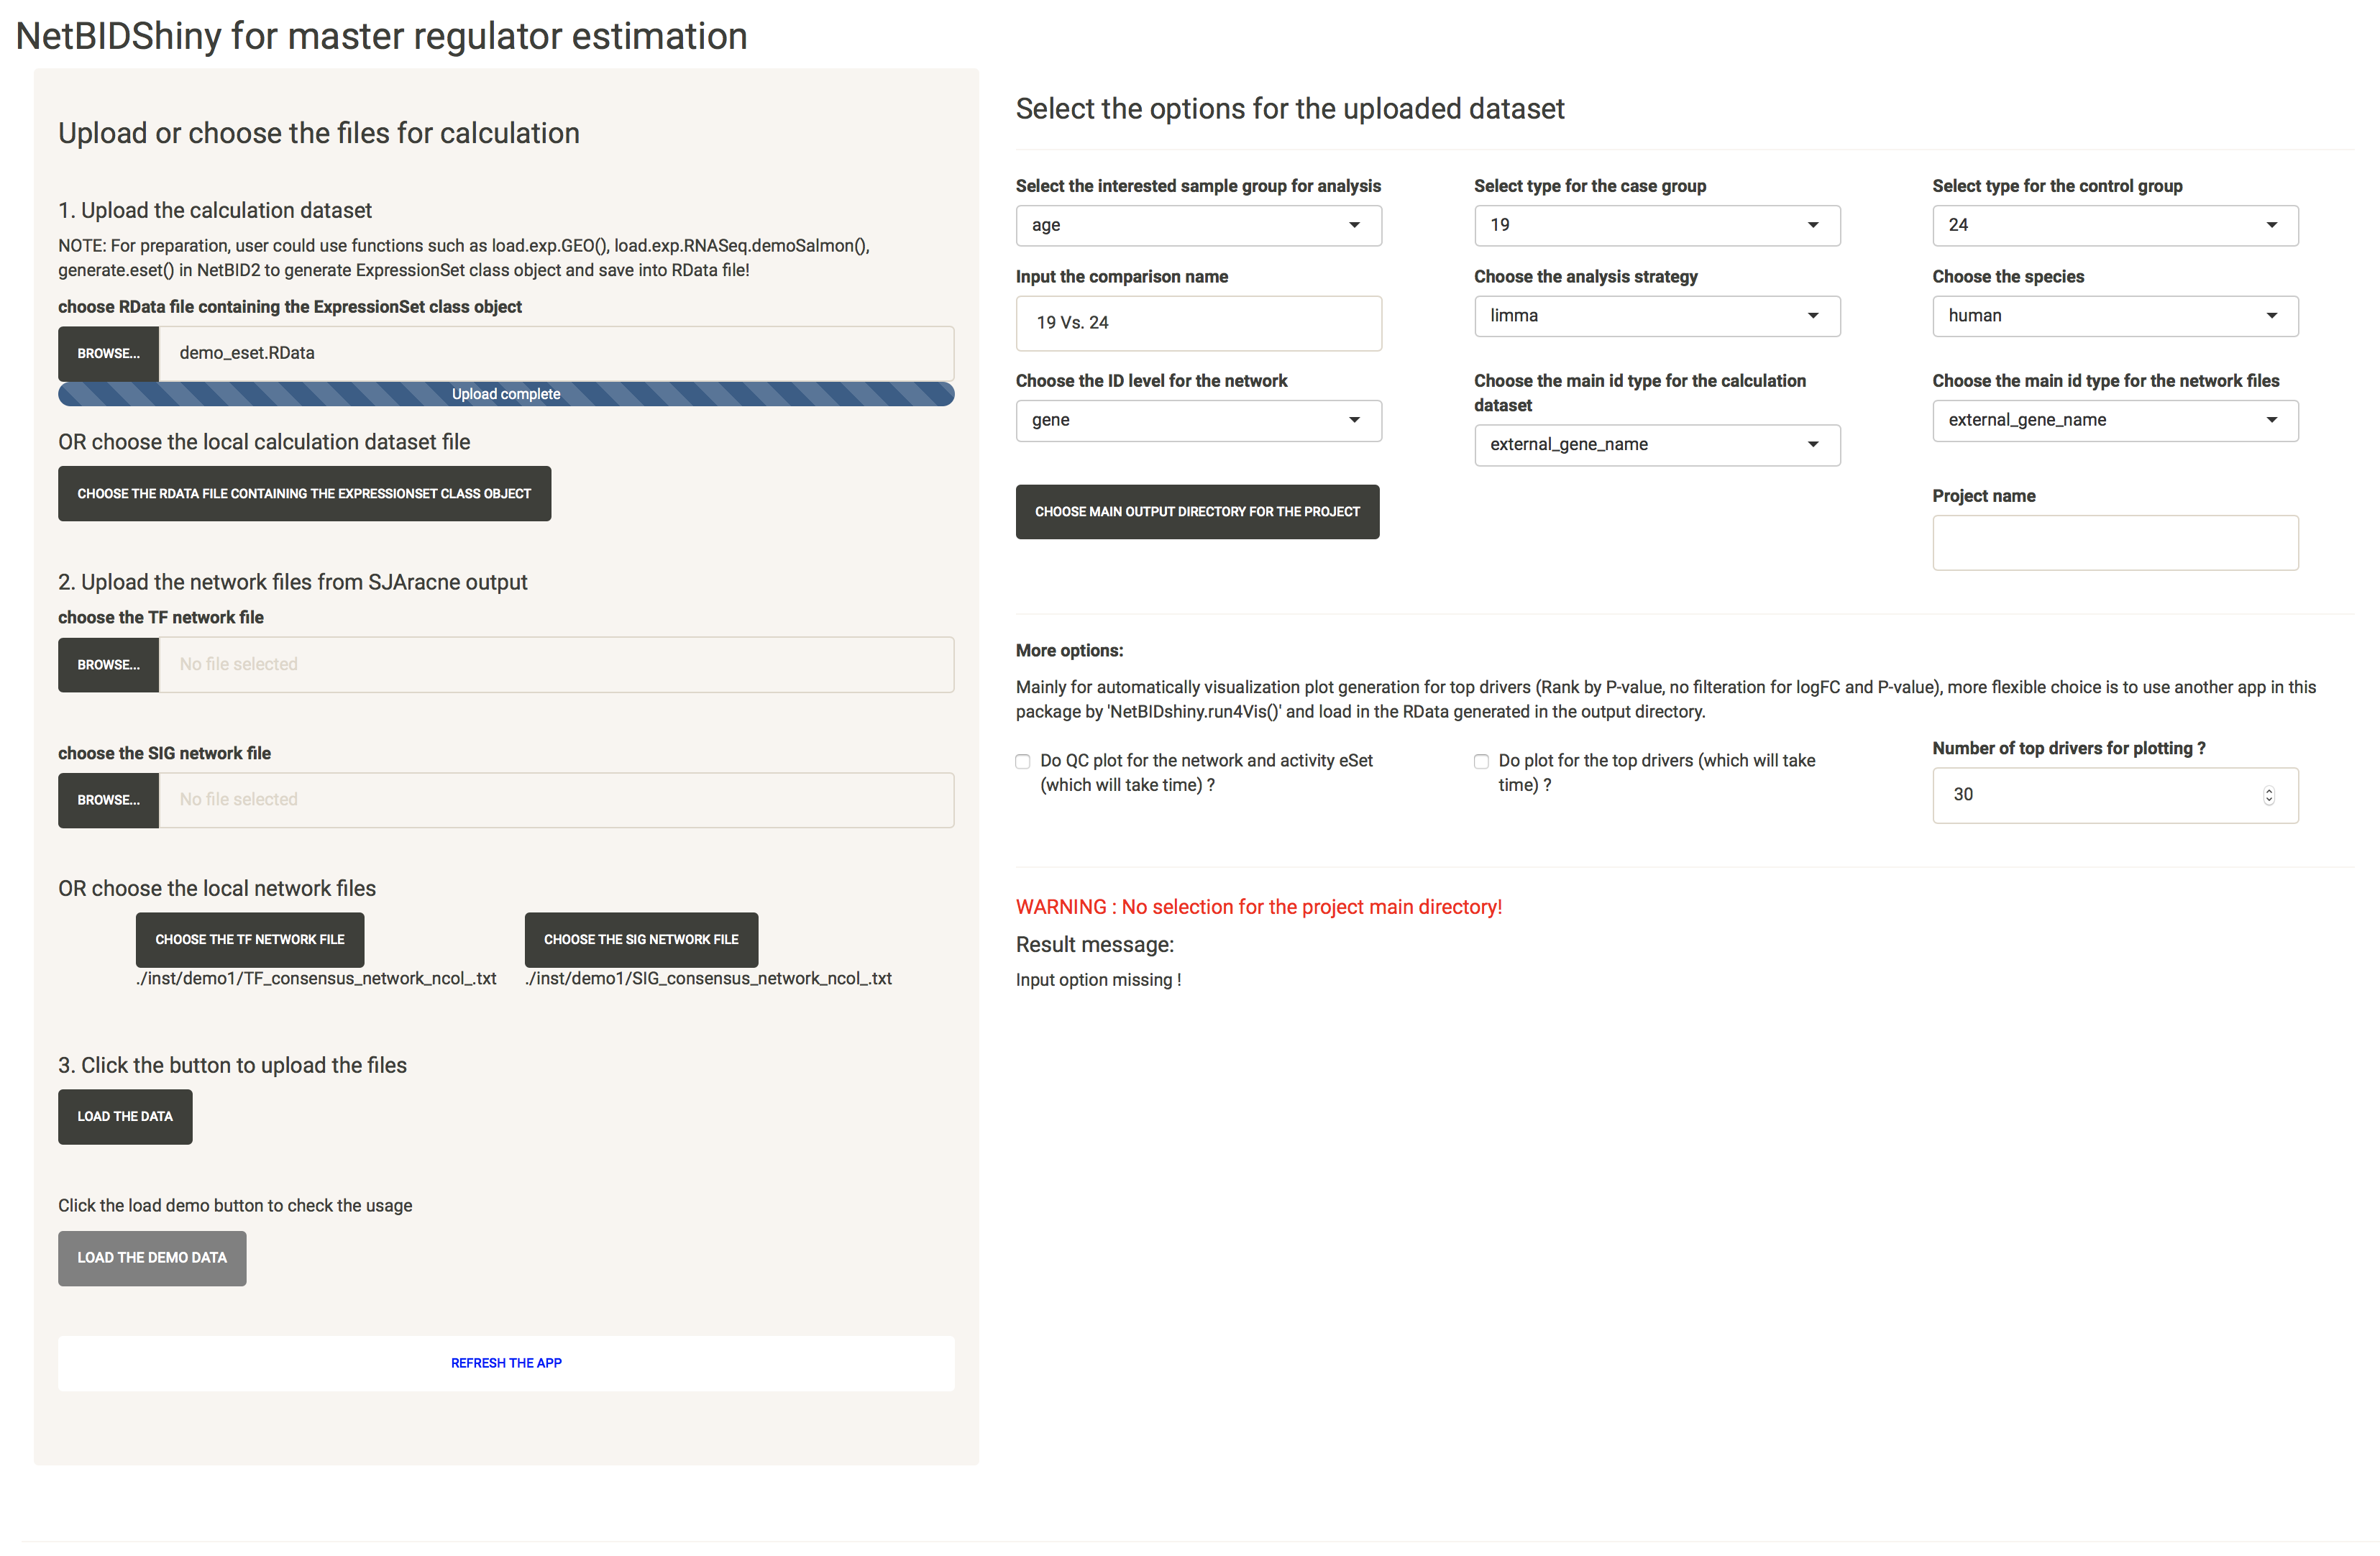 NetBIDShiny for master regulator estimation
Upload or choose the files for calculation
1. Upload the calculation dataset
NOTE: For preparation, user could use functions such as load.exp.GEO(), load.exp.RNASeq.demoSalmon(),
generate.eset() in NetBID2 to generate ExpressionSet class object and save into RData file!
choose RData file containing the ExpressionSet class object
BROWSE... demo_eset.RData
Upload complete
OR choose the local calculation dataset file
CHOOSE THE RDATA FILE CONTAINING THE EXPRESSIONSET CLASS OBJECT
2. Upload the network files from SJAracne output
choose the TF network file
BROWSE... No file selected
choose the SIG network file
BROWSE... No file selected
OR choose the local network files
CHOOSE THE TF NETWORK FILE CHOOSE THE SIG NETWORK FILE
./inst/demo1/TF_consensus_network_ncol_.txt ./inst/demo1/SIG_consensus_network_ncol_.txt
3. Click the button to upload the files
LOAD THE DATA
Click the load demo button to check the usage
LOAD THE DEMO DATA
REFRESH THE APP
Select the options for the uploaded dataset
Select the interested sample group for analysis Select type for the case group Select type for the control group
age 19 24
Input the comparison name Choose the analysis strategy Choose the species
19 Vs. 24 limma human
Choose the ID level for the network Choose the main id type for the calculation Choose the main id type for the network files
dataset
gene external_gene_name external_gene_name
CHOOSE MAIN OUTPUT DIRECTORY FOR THE PROJECT Project name
More options:
Mainly for automatically visualization plot generation for top drivers (Rank by P-value, no filteration for logFC and P-value), more flexible choice is to use another app in this
package by 'NetBIDshiny.run4Vis()' and load in the RData generated in the output directory.
Do QC plot for the network and activity eSet Do plot for the top drivers (which will take Number of top drivers for plotting ?
(which will take time) ? time) ? 30
WARNING : No selection for the project main directory!
Result message:
Input option missing !